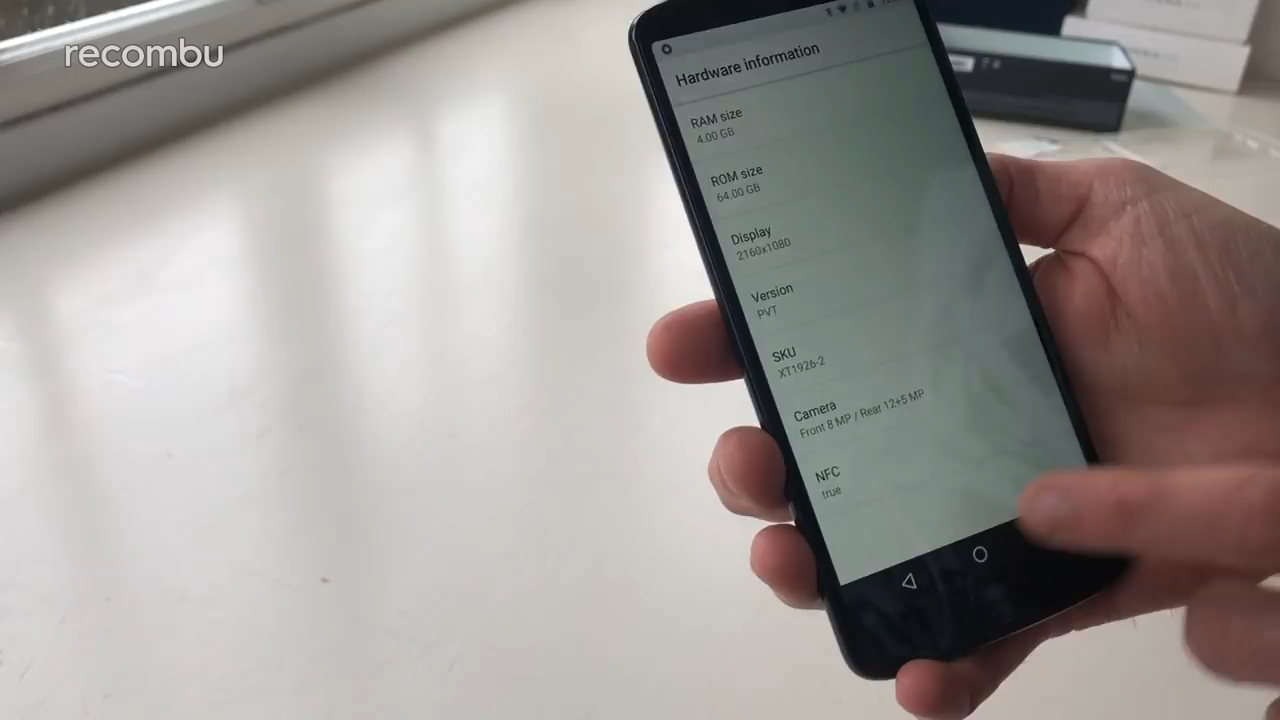 recombu
Hardware information
RAM size
4.00 GB
ROM size
64.00 GB
Display
2160x1080
Version
PVT
SKU
XT1926-2
Camera
Front 8 MP / Rear 12+5 MP
NFC
true